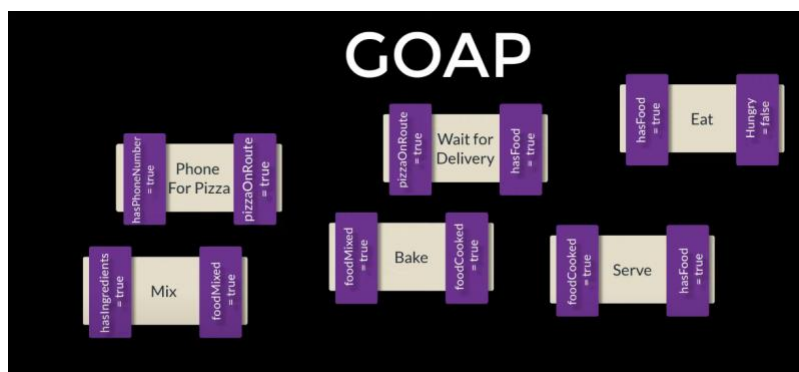 GOAP
hasPhoneNumber
= true
Phone
For Pizza
pizzaOnRoute
= true
pizzaOnRoute
= true
Wait for
Delivery
hasFood
= true
hasFood
= true
Eat
Hungry
= false
hasIngredients
= true
Mix
foodMixed
= true
foodMixed
= true
Bake
foodCooked
= true
foodCooked
= true
Serve
hasFood
= true